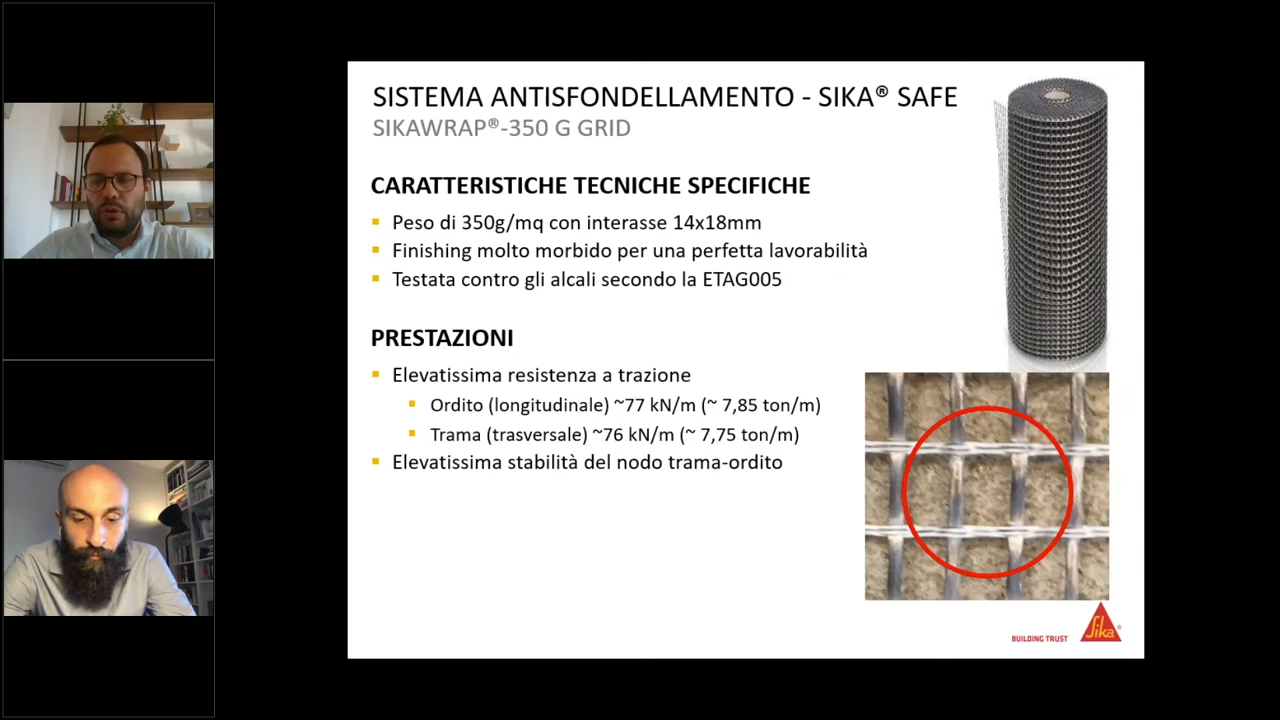 SISTEMA ANTISFONDELLAMENTO - SIKA® SAFE
SIKAWRAP®-350 G GRID
CARATTERISTICHE TECNICHE SPECIFICHE
Peso di 350g/mq con interasse 14x18mm
Finishing molto morbido per una perfetta lavorabilità
Testata contro gli alcali secondo la ETAG005
PRESTAZIONI
Elevatissima resistenza a trazione
Ordito (longitudinale) ~77 kN/m (~ 7,85 ton/m)
Trama (trasversale) ~76 kN/m (~ 7,75 ton/m)
Elevatissima stabilità del nodo trama-ordito
BUILDING TRUST
Sika®